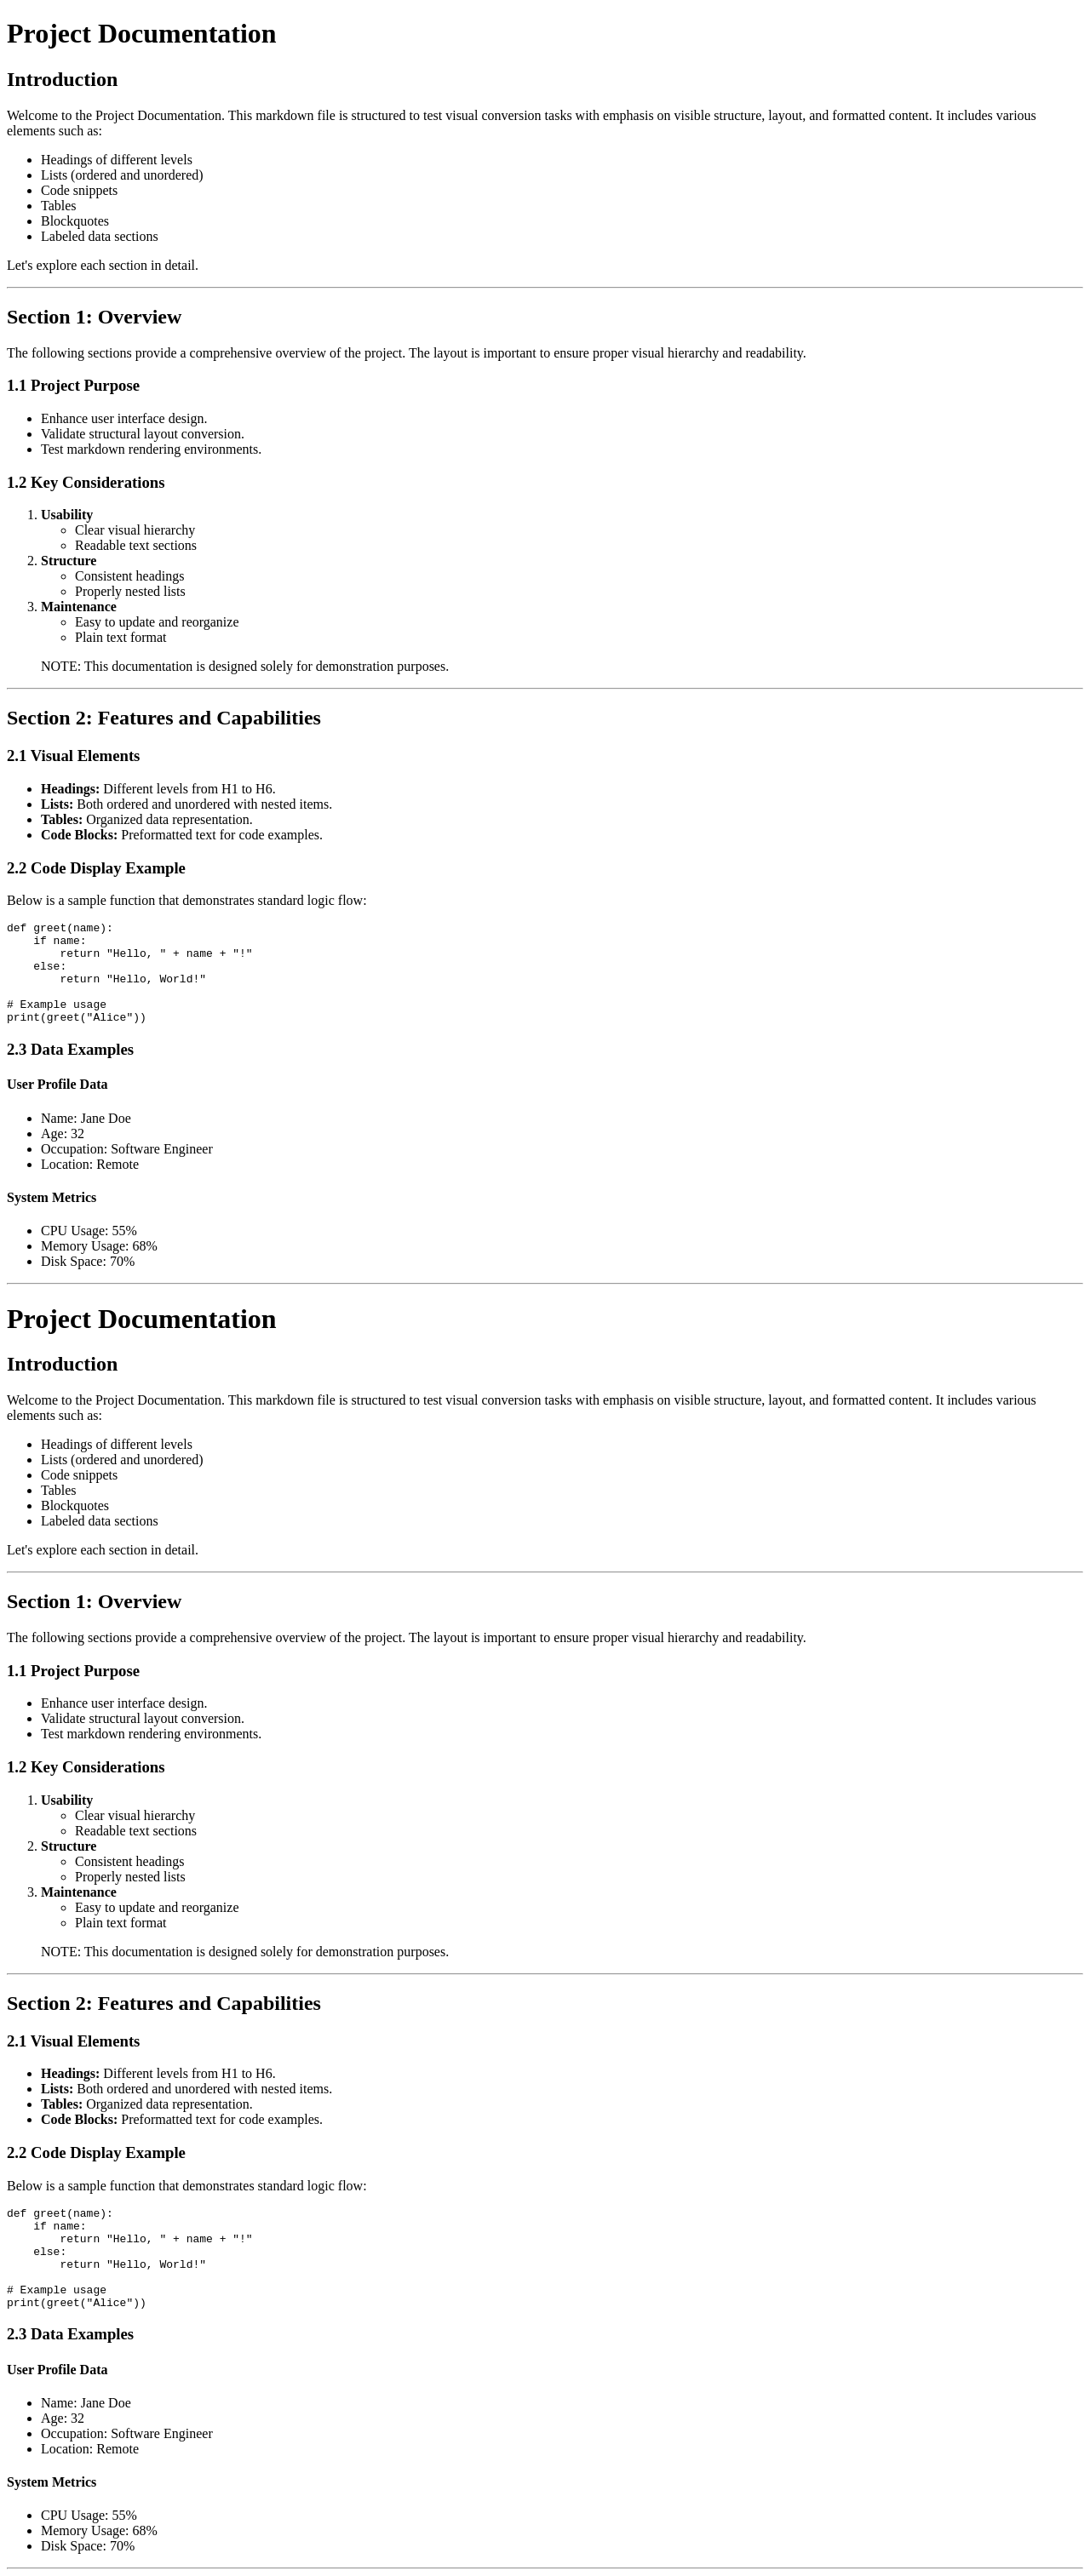 Project Documentation
Introduction
Welcome to the Project Documentation. This markdown file is structured to test visual conversion tasks with emphasis on visible structure, layout, and formatted content. It includes various
elements such as:
Headings of different levels
Lists (ordered and unordered)
Code snippets
Tables
Blockquotes
Labeled data sections
Let's explore each section in detail.
Section 1: Overview
The following sections provide a comprehensive overview of the project. The layout is important to ensure proper visual hierarchy and readability.
1.1 Project Purpose
Enhance user interface design.
Validate structural layout conversion.
Test markdown rendering environments.
1.2 Key Considerations
1. Usability
Clear visual hierarchy
Readable text sections
2. Structure
Consistent headings
Properly nested lists
3. Maintenance
Easy to update and reorganize
Plain text format
NOTE: This documentation is designed solely for demonstration purposes.
Section 2: Features and Capabilities
2.1 Visual Elements
Headings: Different levels from H1 to H6.
Lists: Both ordered and unordered with nested items.
Tables: Organized data representation.
Code Blocks: Preformatted text for code examples.
2.2 Code Display Example
Below is a sample function that demonstrates standard logic flow:
def greet(name):
    if name:
        return "Hello, " + name + "!"
    else:
        return "Hello, World!"
# Example usage
print(greet("Alice"))
2.3 Data Examples
User Profile Data
Name: Jane Doe
Age: 32
Occupation: Software Engineer
Location: Remote
System Metrics
CPU Usage: 55%
Memory Usage: 68%
Disk Space: 70%
Project Documentation
Introduction
Welcome to the Project Documentation. This markdown file is structured to test visual conversion tasks with emphasis on visible structure, layout, and formatted content. It includes various
elements such as:
Headings of different levels
Lists (ordered and unordered)
Code snippets
Tables
Blockquotes
Labeled data sections
Let's explore each section in detail.
Section 1: Overview
The following sections provide a comprehensive overview of the project. The layout is important to ensure proper visual hierarchy and readability.
1.1 Project Purpose
Enhance user interface design.
Validate structural layout conversion.
Test markdown rendering environments.
1.2 Key Considerations
1. Usability
Clear visual hierarchy
Readable text sections
2. Structure
Consistent headings
Properly nested lists
3. Maintenance
Easy to update and reorganize
Plain text format
NOTE: This documentation is designed solely for demonstration purposes.
Section 2: Features and Capabilities
2.1 Visual Elements
Headings: Different levels from H1 to H6.
Lists: Both ordered and unordered with nested items.
Tables: Organized data representation.
Code Blocks: Preformatted text for code examples.
2.2 Code Display Example
Below is a sample function that demonstrates standard logic flow:
def greet(name):
    if name:
        return "Hello, " + name + "!"
    else:
        return "Hello, World!"
# Example usage
print(greet("Alice"))
2.3 Data Examples
User Profile Data
Name: Jane Doe
Age: 32
Occupation: Software Engineer
Location: Remote
System Metrics
CPU Usage: 55%
Memory Usage: 68%
Disk Space: 70%